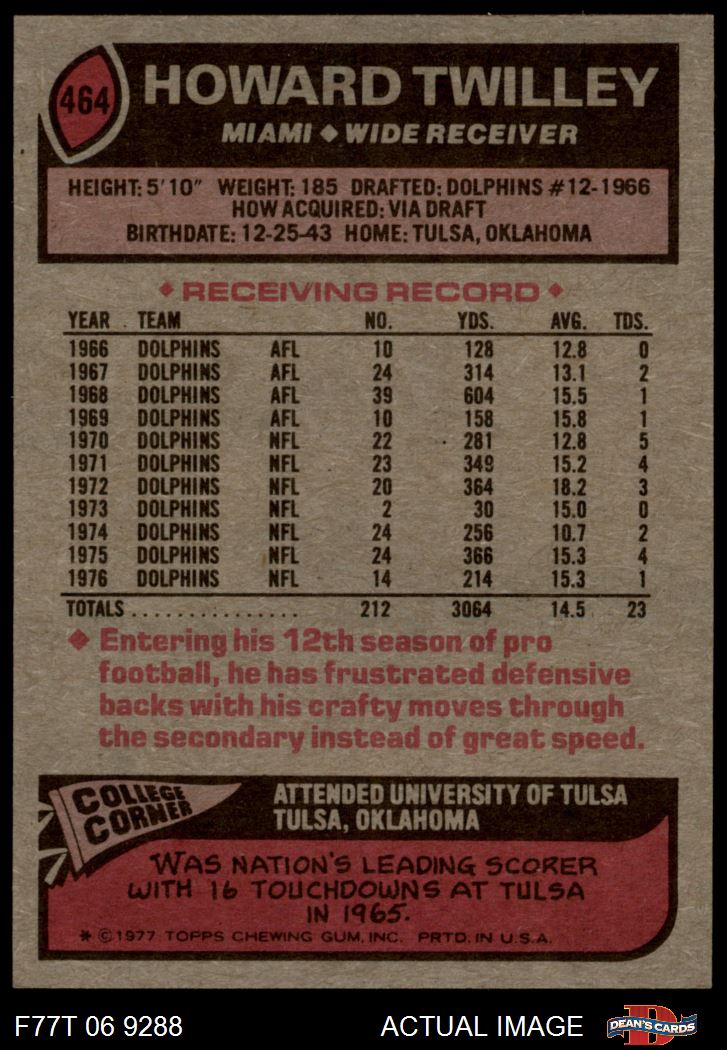 464
HOWARD TWILLEY
MIAMI ◆ WIDE RECEIVER
HEIGHT: 5'10" WEIGHT: 185 DRAFTED: DOLPHINS #12-1966
HOW ACQUIRED: VIA DRAFT
BIRTHDATE: 12-25-43 HOME: TULSA, OKLAHOMA
◆ RECEIVING RECORD ◆
YEAR TEAM NO. YDS. AVG. TDS.
1966 DOLPHINS AFL 10 128 12.8 0
1967 DOLPHINS AFL 24 314 13.1 2
1968 DOLPHINS AFL 39 604 15.5 1
1969 DOLPHINS AFL 10 158 15.8 1
1970 DOLPHINS NFL 22 281 12.8 5
1971 DOLPHINS NFL 23 349 15.2 4
1972 DOLPHINS NFL 20 364 18.2 3
1973 DOLPHINS NFL 2 30 15.0 0
1974 DOLPHINS NFL 24 256 10.7 2
1975 DOLPHINS NFL 24 366 15.3 4
1976 DOLPHINS NFL 14 214 15.3 1
TOTALS................ 212 3064 14.5 23
◆ Entering his 12th season of pro
football, he has frustrated defensive
backs with his crafty moves through
the secondary instead of great speed.
COLLEGE
CORNER
ATTENDED UNIVERSITY OF TULSA
TULSA, OKLAHOMA
WAS NATION'S LEADING SCORER
WITH 16 TOUCHDOWNS AT TULSA
IN 1965.
* ©1977 TOPPS CHEWING GUM, INC. PRTD. IN U.S.A.
F77T 06 9288 ACTUAL IMAGE
D
DEAN'S CARDS